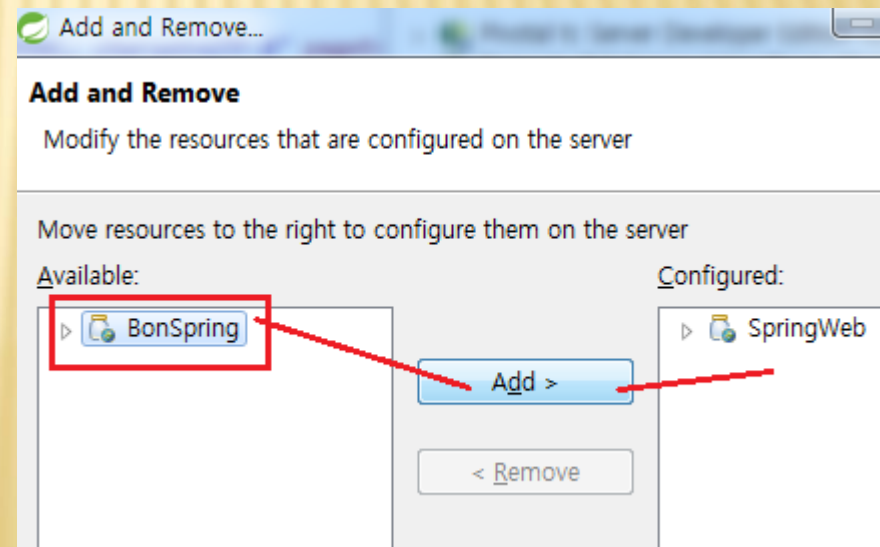 Add and Remove...
Add and Remove
Modify the resources that are configured on the server
Move resources to the right to configure them on the server
Available:
Configured:
BonSpring
SpringWeb
Add >
< Remove